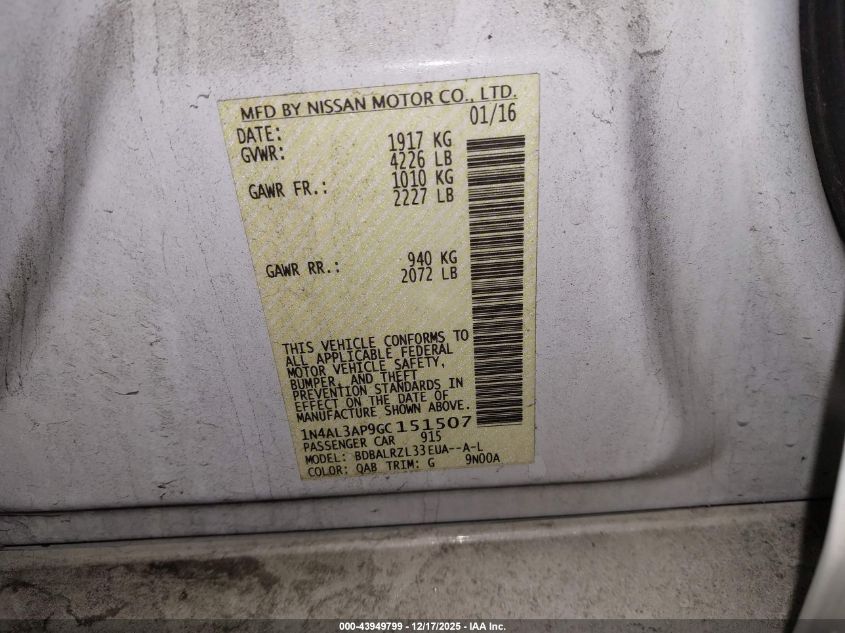 MFD BY NISSAN MOTOR CO., LTD.
DATE: 01/16
GVWR: 1917 KG
4226 LB
GAWR FR.: 1010 KG
2227 LB
GAWR RR.: 940 KG
2072 LB
THIS VEHICLE CONFORMS TO
ALL APPLICABLE FEDERAL
MOTOR VEHICLE SAFETY,
BUMPER, AND THEFT
PREVENTION STANDARDS IN
EFFECT ON THE DATE OF
MANUFACTURE SHOWN ABOVE.
1N4AL3AP9GC151507
PASSENGER CAR 915
MODEL: BDBALRZL33EUA--A-L
COLOR: QAB TRIM: G 9N00A
000-43949799 — 12/17/2025 — IAA Inc.